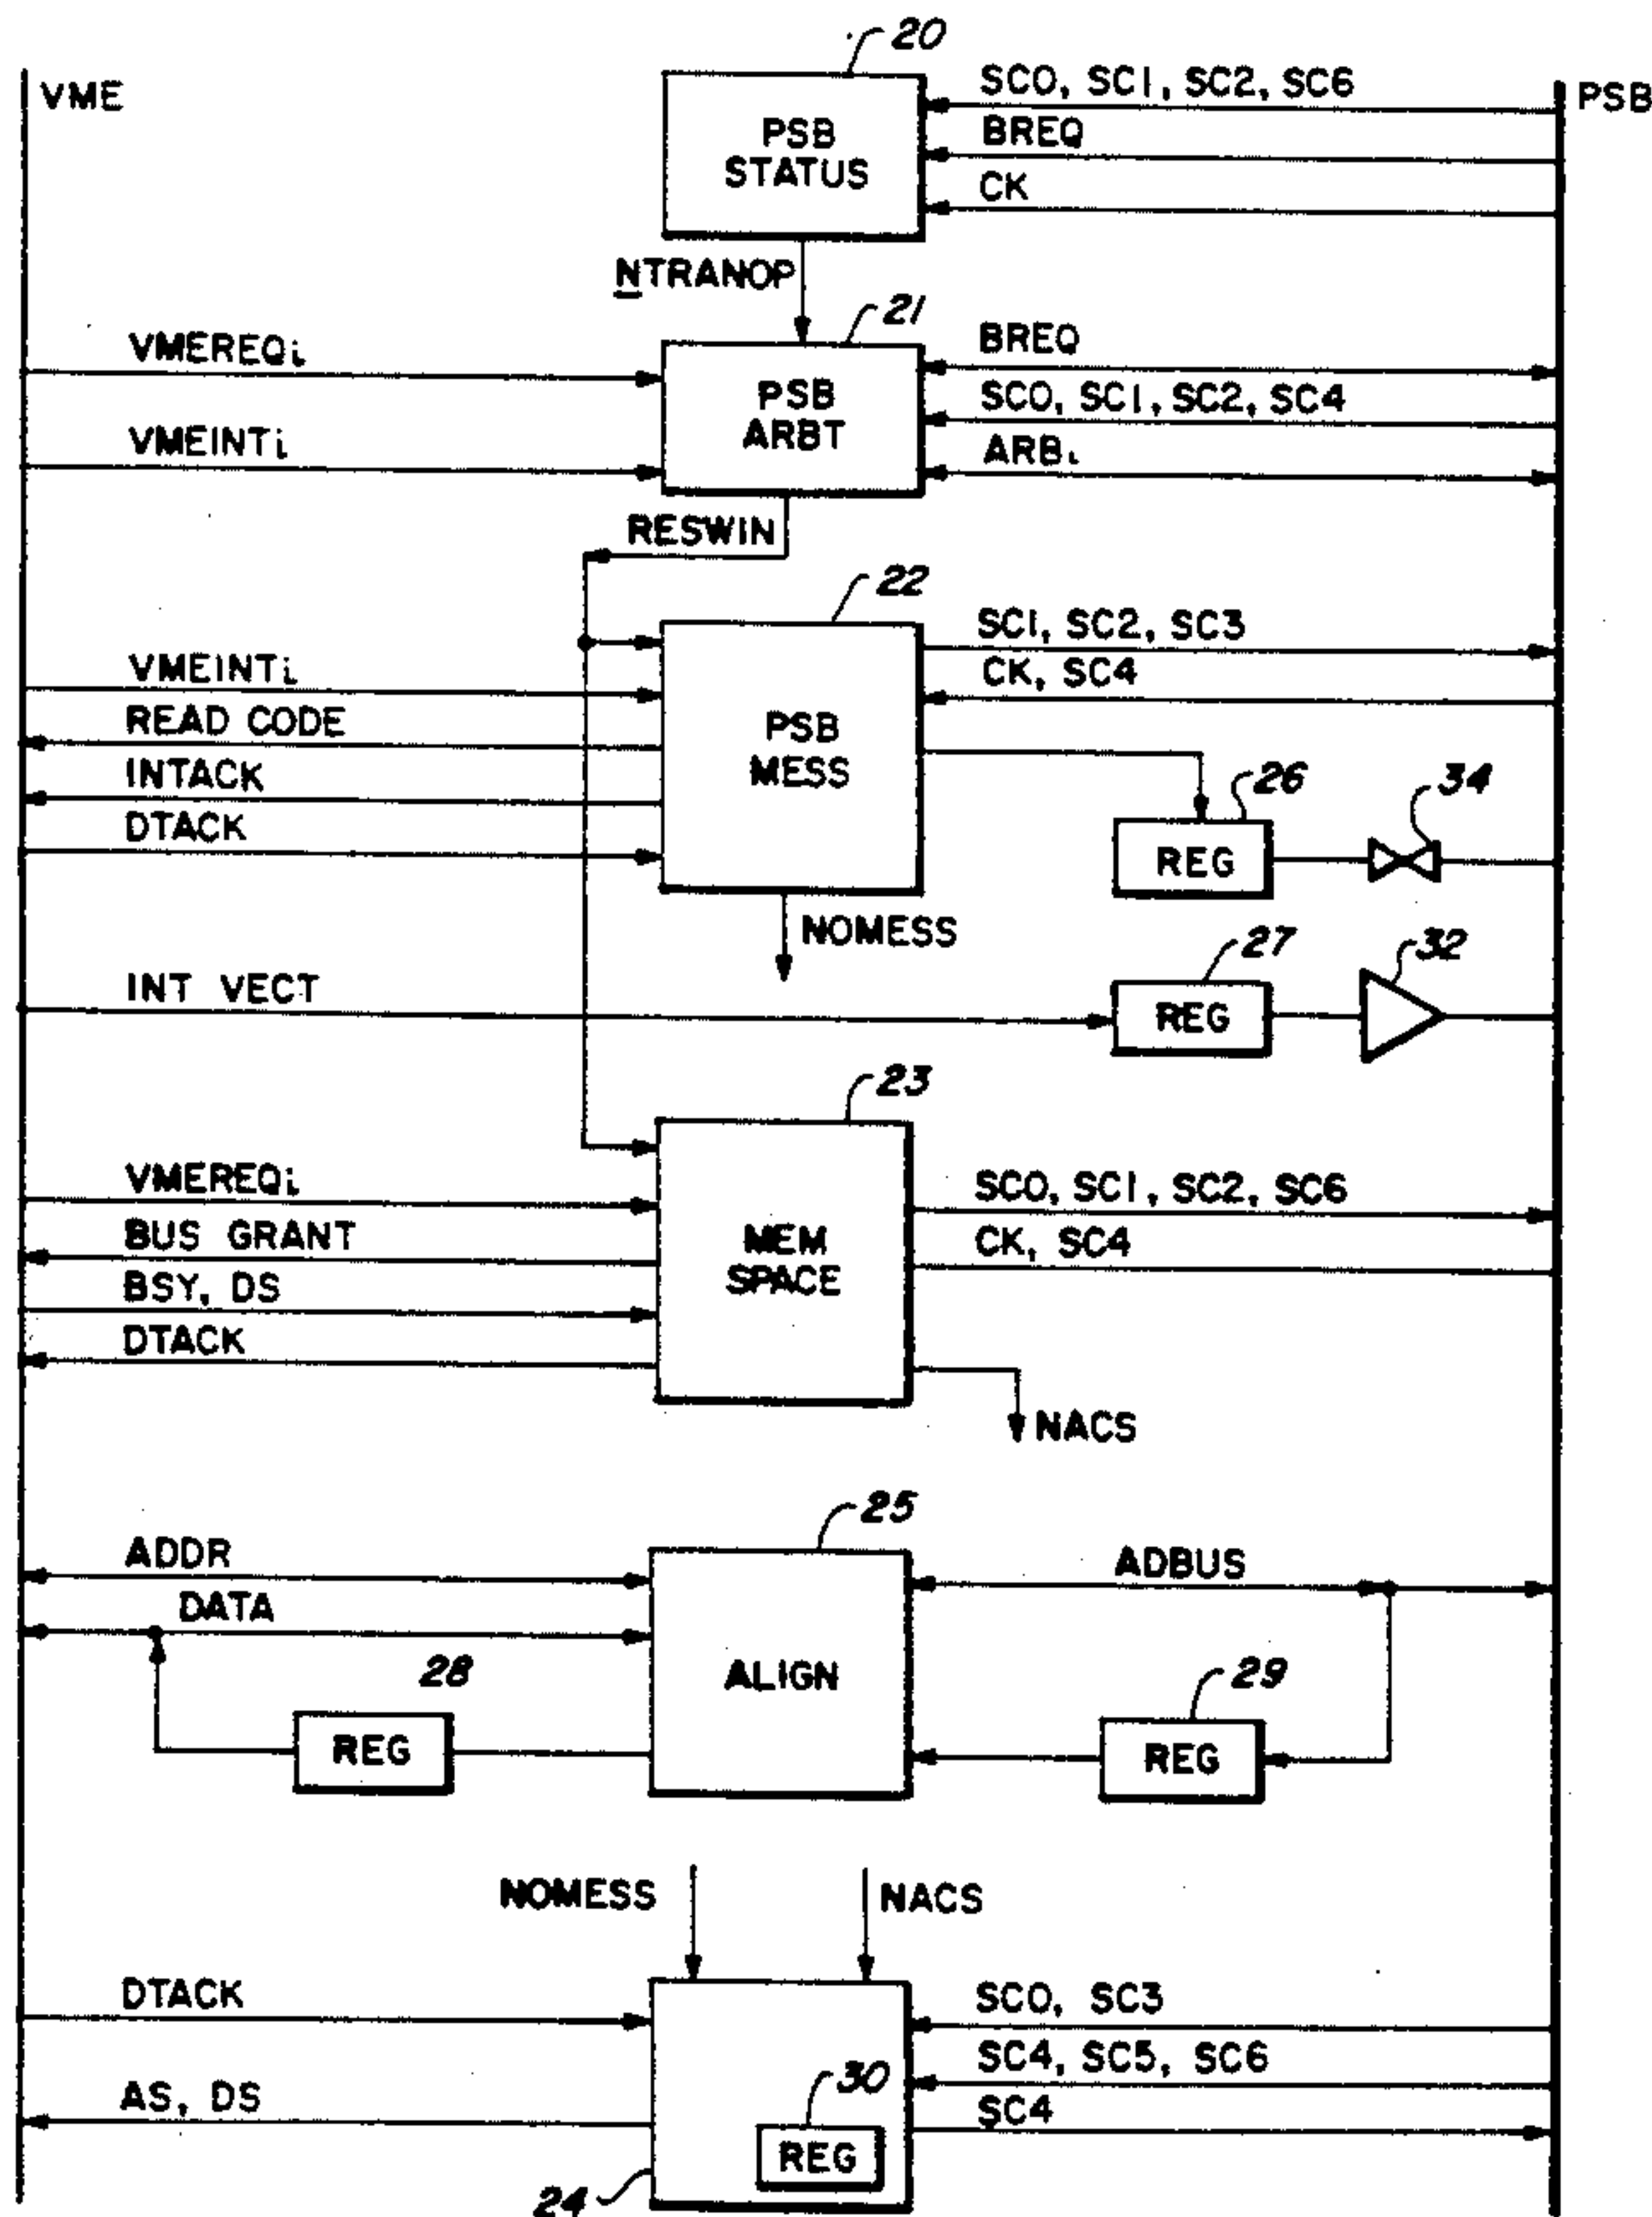 20
VME
SC0, SC1, SC2, SC6
PSB
PSB
STATUS
BREQ
CK
NTRANOP
21
VMEREQi
BREQ
PSB
ARBT
SC0, SC1, SC2, SC4
VMEINTi
ARBi
RESWIN
22
SC1, SC2, SC3
VMEINTi
CK, SC4
READ CODE
PSB
MESS
INTACK
26
34
DTACK
REG
NOMESS
27
32
INT VECT
REG
23
VMEREQi
SC0, SC1, SC2, SC6
BUS GRANT
MEM
SPACE
CK, SC4
BSY, DS
DTACK
NACS
25
ADDR
ADBUS
DATA
28
ALIGN
29
REG
REG
NOMESS
NACS
DTACK
SC0, SC3
SC4, SC5, SC6
30
AS, DS
SC4
REG
24